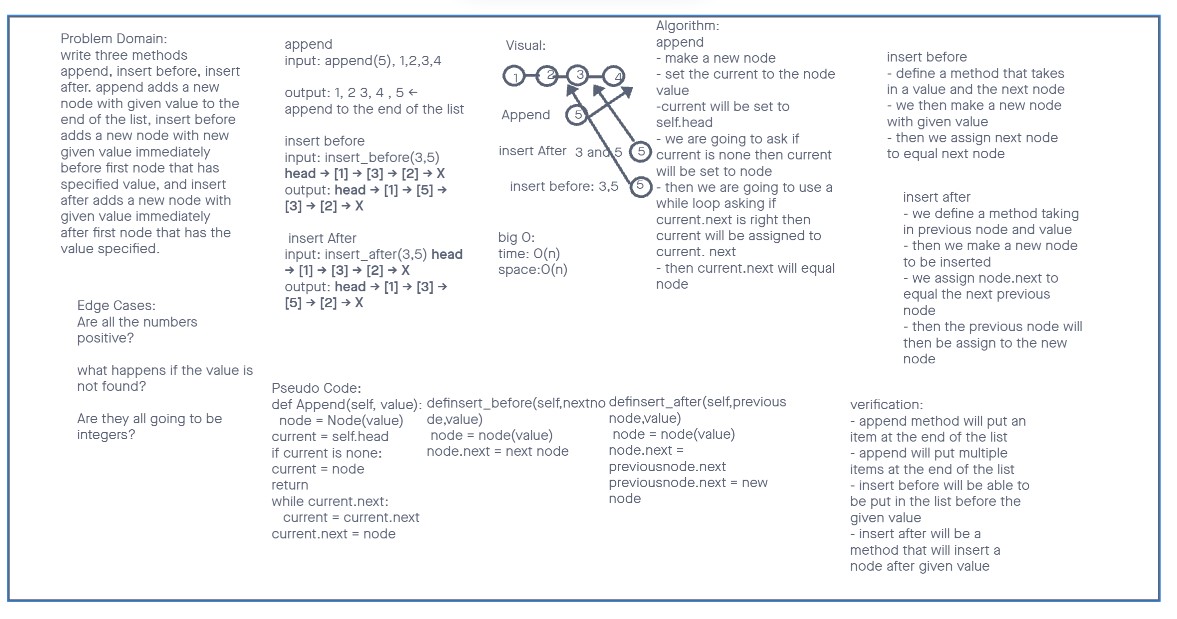 Problem Domain:
write three methods
append, insert before, insert
after. append adds a new
node with given value to the
end of the list, insert before
adds a new node with new
given value immediately
before first node that has
specified value, and insert
after adds a new node with
given value immediately
after first node that has the
value specified.
Edge Cases:
Are all the numbers
positive?
what happens if the value is
not found?
Are they all going to be
integers?
append
input: append(5), 1,2,3,4
output: 1, 2 3, 4 , 5 ←
append to the end of the list
insert before
input: insert_before(3,5)
head → [1] → [3] → [2] → X
output: head → [1] → [5] →
[3] → [2] → X
insert After
input: insert_after(3,5) head
→ [1] → [3] → [2] → X
output: head → [1] → [3] →
[5] → [2] → X
Visual:
1 2 3 4
Append 5
insert After 3 and 5 5
insert before: 3,5 5
big O:
time: O(n)
space:O(n)
Algorithm:
append
- make a new node
- set the current to the node
value
-current will be set to
self.head
- we are going to ask if
current is none then current
will be set to node
- then we are going to use a
while loop asking if
current.next is right then
current will be assigned to
current. next
- then current.next will equal
node
insert before
- define a method that takes
in a value and the next node
- we then make a new node
with given value
- then we assign next node
to equal next node
insert after
- we define a method taking
in previous node and value
- then we make a new node
to be inserted
- we assign node.next to
equal the next previous
node
- then the previous node will
then be assign to the new
node
Pseudo Code:
def Append(self, value):
node = Node(value)
current = self.head
if current is none:
current = node
return
while current.next:
current = current.next
current.next = node
definsert_before(self,nextno
de,value)
node = node(value)
node.next = next node
definsert_after(self,previous
node,value)
node = node(value)
node.next =
previousnode.next
previousnode.next = new
node
verification:
- append method will put an
item at the end of the list
- append will put multiple
items at the end of the list
- insert before will be able to
be put in the list before the
given value
- insert after will be a
method that will insert a
node after given value